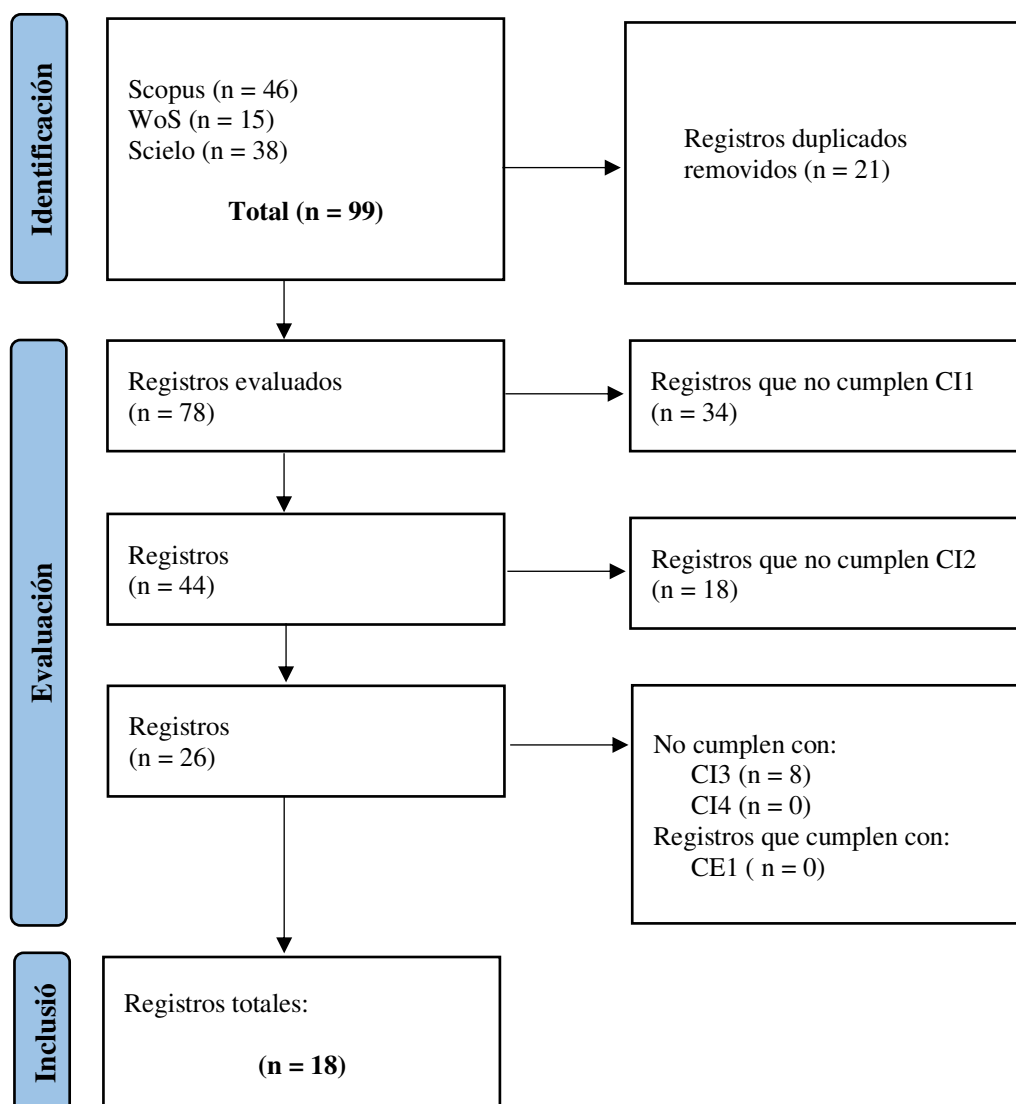 Identificación
Scopus (n = 46)
WoS (n = 15)
Scielo (n = 38)
Total (n = 99)
Registros duplicados
removidos (n = 21)
Evaluación
Registros evaluados
(n = 78)
Registros que no cumplen CI1
(n = 34)
Registros
(n = 44)
Registros que no cumplen CI2
(n = 18)
Registros
(n = 26)
No cumplen con:
CI3 (n = 8)
CI4 (n = 0)
Registros que cumplen con:
CE1 ( n = 0)
Inclusió
Registros totales:
(n = 18)